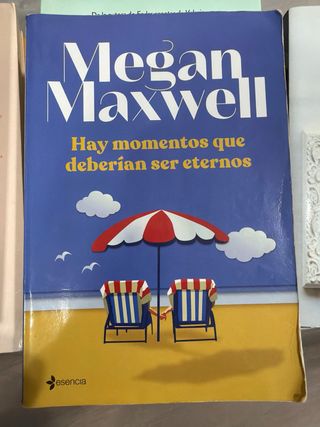 Megan
Maxwell
Hay momentos que
deberían ser eternos
esencia